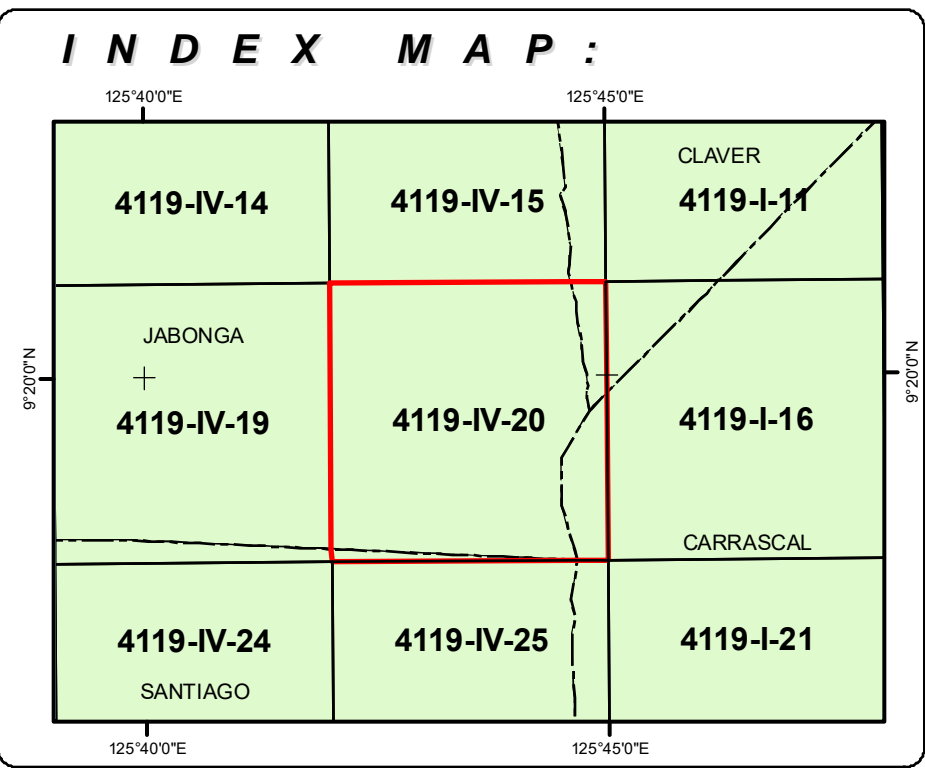 INDEX MAP:
125°40'0"E 125°45'0"E
CLAVER
4119-IV-14 4119-IV-15 4119-I-11
JABONGA
9°20'0"N 9°20'0"N
4119-IV-19 4119-IV-20 4119-I-16
CARRASCAL
4119-IV-24 4119-IV-25 4119-I-21
SANTIAGO
125°40'0"E 125°45'0"E